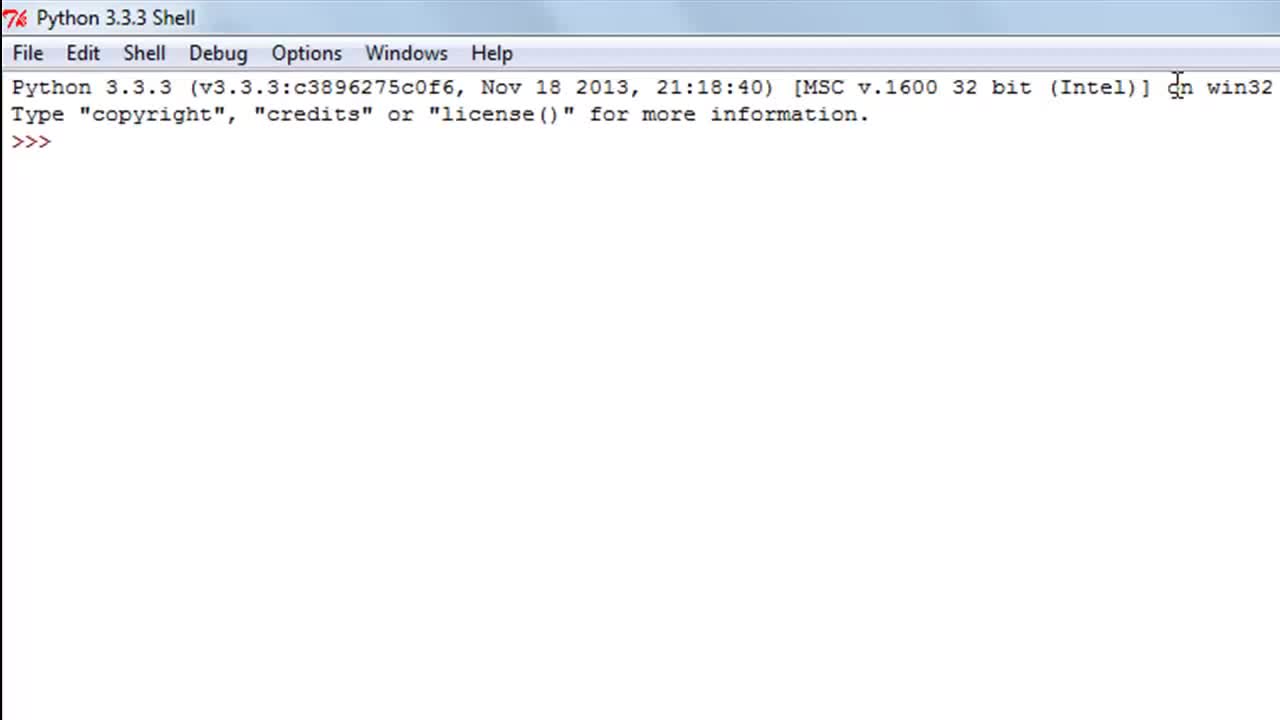 Python 3.3.3 Shell
File Edit Shell Debug Options Windows Help
Python 3.3.3 (v3.3.3:c3896275c0f6, Nov 18 2013, 21:18:40) [MSC v.1600 32 bit (Intel)] on win32
Type "copyright", "credits" or "license()" for more information.
>>>